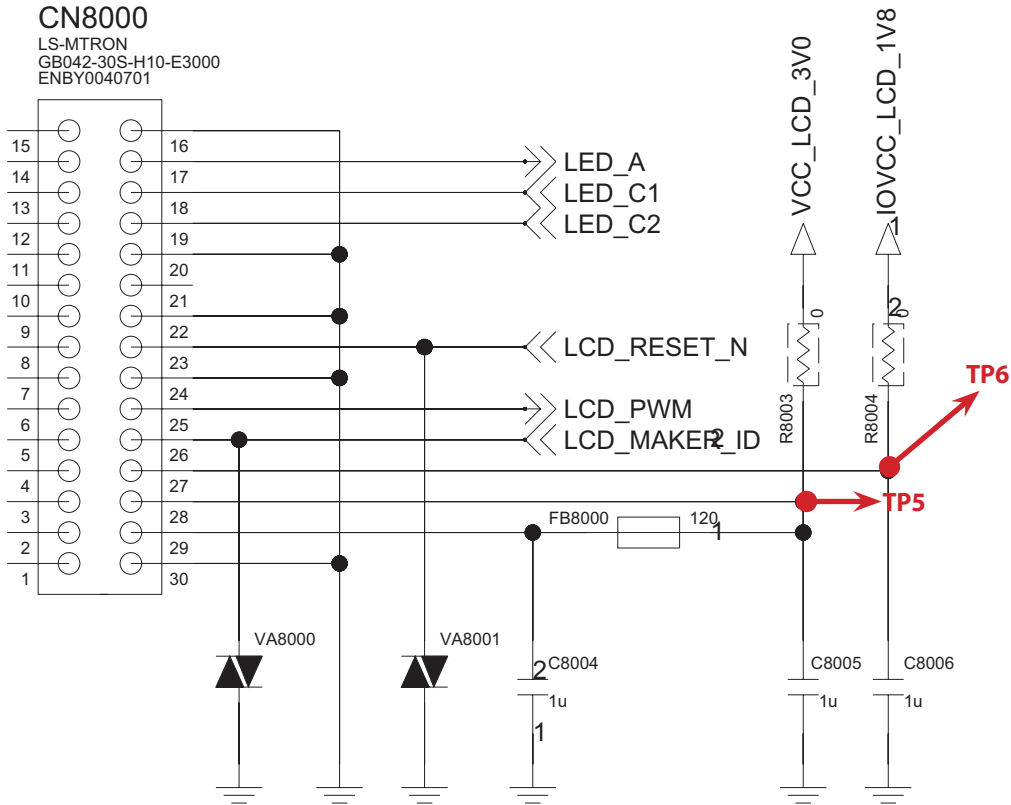 CN8000
LS-MTRON
GB042-30S-H10-E3000
ENBY0040701
VCC_LCD_3V0
IOVCC_LCD_1V8
1
15
16
LED_A
14
17
LED_C1
13
18
LED_C2
12
19
11
20
10
21
2
0
0
9
22
LCD_RESET_N
8
23
TP6
7
24
R8003
R8004
LCD_PWM
6
25
LCD_MAKER_ID
2
5
26
4
27
TP5
3
28
FB8000
120
1
2
29
1
30
VA8000
VA8001
2
C8004
C8005
C8006
1u
1u
1u
1